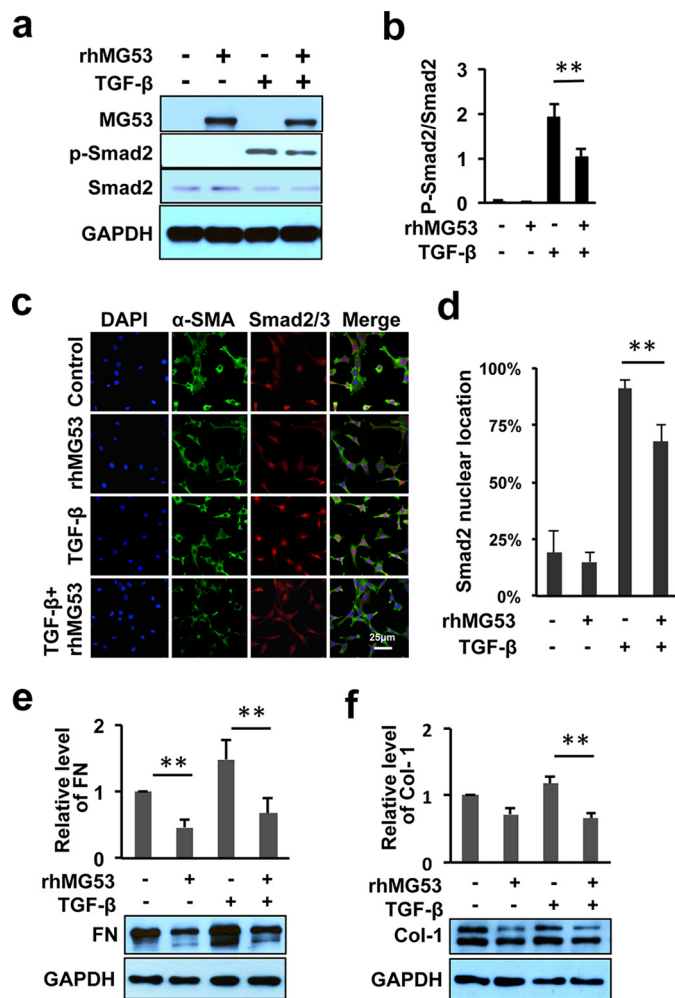 a
rhMG53 - + - +
TGF-β - - + +
MG53
p-Smad2
Smad2
GAPDH
b
**
P-Smad2/Smad2
3
2
1
0
rhMG53 - + - +
TGF-β - - + +
c
DAPI α-SMA Smad2/3 Merge
Control
rhMG53
TGF-β
TGF-β+
rhMG53
25μm
d
**
Smad2 nuclear location
100%
75%
50%
25%
0%
rhMG53 - + - +
TGF-β - - + +
e
** **
Relative level
of FN
2
1
0
rhMG53 - + - +
TGF-β - - + +
FN
GAPDH
f
**
Relative level
of Col- 1
2
1
0
rhMG53 - + - +
TGF-β - - + +
Col-1
GAPDH